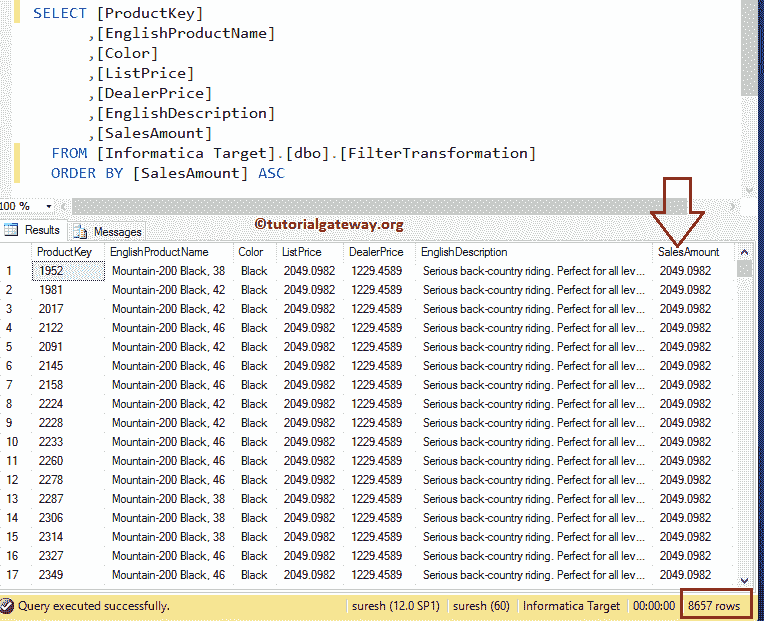 SELECT [ProductKey]
,[EnglishProductName]
,[Color]
,[ListPrice]
,[DealerPrice]
,[EnglishDescription]
,[SalesAmount]
FROM [Informatica Target].[dbo].[FilterTransformation]
ORDER BY [SalesAmount] ASC
100 %
Results Messages
©tutorialgateway.org
ProductKey EnglishProductName Color ListPrice DealerPrice EnglishDescription SalesAmount
1 1952 Mountain-200 Black, 38 Black 2049.0982 1229.4589 Serious back-country riding. Perfect for all lev... 2049.0982
2 1981 Mountain-200 Black, 42 Black 2049.0982 1229.4589 Serious back-country riding. Perfect for all lev... 2049.0982
3 2017 Mountain-200 Black, 42 Black 2049.0982 1229.4589 Serious back-country riding. Perfect for all lev... 2049.0982
4 2122 Mountain-200 Black, 46 Black 2049.0982 1229.4589 Serious back-country riding. Perfect for all lev... 2049.0982
5 2091 Mountain-200 Black, 42 Black 2049.0982 1229.4589 Serious back-country riding. Perfect for all lev... 2049.0982
6 2145 Mountain-200 Black, 46 Black 2049.0982 1229.4589 Serious back-country riding. Perfect for all lev... 2049.0982
7 2158 Mountain-200 Black, 46 Black 2049.0982 1229.4589 Serious back-country riding. Perfect for all lev... 2049.0982
8 2224 Mountain-200 Black, 42 Black 2049.0982 1229.4589 Serious back-country riding. Perfect for all lev... 2049.0982
9 2228 Mountain-200 Black, 42 Black 2049.0982 1229.4589 Serious back-country riding. Perfect for all lev... 2049.0982
10 2233 Mountain-200 Black, 46 Black 2049.0982 1229.4589 Serious back-country riding. Perfect for all lev... 2049.0982
11 2260 Mountain-200 Black, 46 Black 2049.0982 1229.4589 Serious back-country riding. Perfect for all lev... 2049.0982
12 2278 Mountain-200 Black, 46 Black 2049.0982 1229.4589 Serious back-country riding. Perfect for all lev... 2049.0982
13 2287 Mountain-200 Black, 38 Black 2049.0982 1229.4589 Serious back-country riding. Perfect for all lev... 2049.0982
14 2306 Mountain-200 Black, 38 Black 2049.0982 1229.4589 Serious back-country riding. Perfect for all lev... 2049.0982
15 2314 Mountain-200 Black, 38 Black 2049.0982 1229.4589 Serious back-country riding. Perfect for all lev... 2049.0982
16 2327 Mountain-200 Black, 46 Black 2049.0982 1229.4589 Serious back-country riding. Perfect for all lev... 2049.0982
17 2349 Mountain-200 Black, 46 Black 2049.0982 1229.4589 Serious back-country riding. Perfect for all lev... 2049.0982
Query executed successfully. suresh (12.0 SP1) suresh (60) Informatica Target 00:00:00 8657 rows